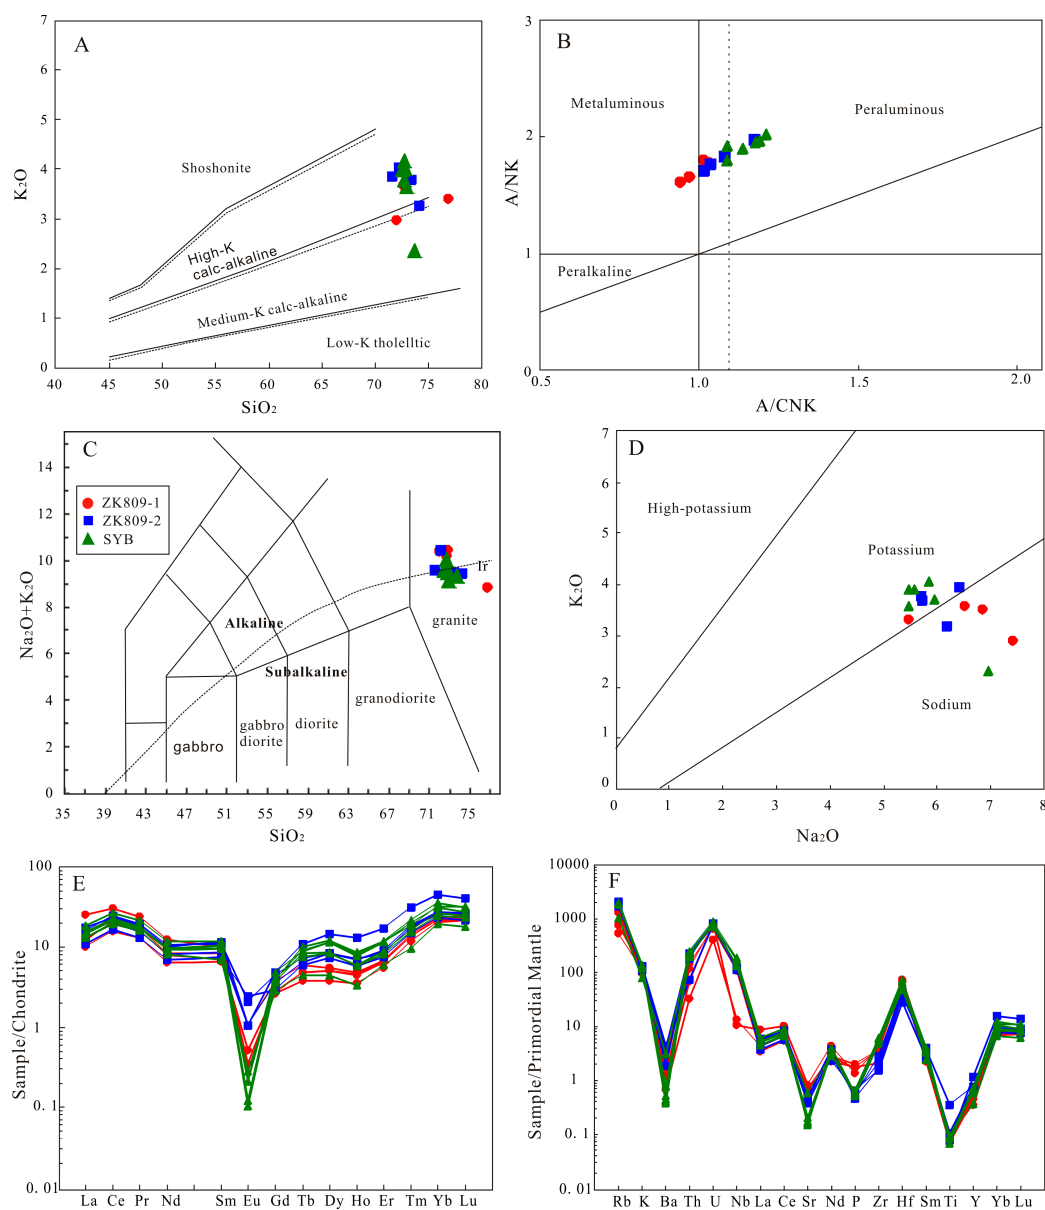 A
K₂O
7
6
5
4
3
2
1
0
Shoshonite
High-K
calc-alkaline
Medium-K calc-alkaline
Low-K tholelltic
40 45 50 55 60 65 70 75 80
SiO₂
B
A/NK
3
2
1
0
Metaluminous
Peraluminous
Peralkaline
0.5 1.0 1.5 2.0
A/CNK
C
Na₂O+K₂O
14
12
10
8
6
4
2
0
ZK809-1
ZK809-2
SYB
Ir
Alkaline
granite
Subalkaline
granodiorite
gabbro
gabbro
diorite
diorite
35 39 43 47 51 55 59 63 67 71 75
SiO₂
D
K₂O
7
6
5
4
3
2
1
0
High-potassium
Potassium
Sodium
0 1 2 3 4 5 6 7 8
Na₂O
E
Sample/Chondrite
100
10
1
0.1
0.01
La Ce Pr Nd Sm Eu Gd Tb Dy Ho Er Tm Yb Lu
F
Sample/Primordial Mantle
10000
1000
100
10
1
0.1
0.01
Rb K Ba Th U Nb La Ce Sr Nd P Zr Hf Sm Ti Y Yb Lu